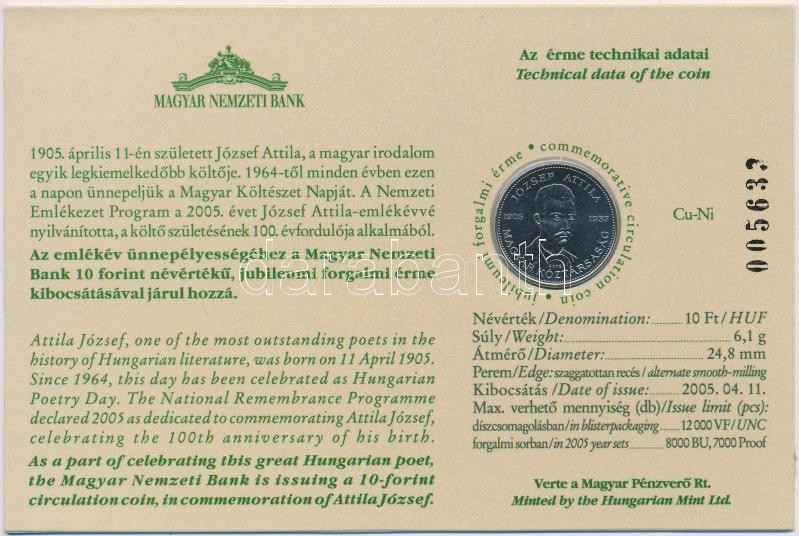 MAGYAR NEMZETI BANK
1905. április 11-én született József Attila, a magyar irodalom
egyik legkiemelkedőbb költője. 1964-től minden évben ezen
a napon ünnepeljük a Magyar Költészet Napját. A Nemzeti
Emlékezet Program a 2005. évet József Attila-emlékévvé
nyilvánította, a költő születésének 100. évfordulója alkalmából.
Az emlékév ünnepélyességéhez a Magyar Nemzeti
Bank 10 forint névértékű, jubileumi forgalmi érme
kibocsátásával járul hozzá.
Attila József, one of the most outstanding poets in the
history of Hungarian literature, was born on 11 April 1905.
Since 1964, this day has been celebrated as Hungarian
Poetry Day. The National Remembrance Programme
declared 2005 as dedicated to commemorating Attila József,
celebrating the 100th anniversary of his birth.
As a part of celebrating this great Hungarian poet,
the Magyar Nemzeti Bank is issuing a 10-forint
circulation coin, in commemoration of Attila József.
Az érme technikai adatai
Technical data of the coin
jubileumi forgalmi érme • commemorative circulation coin •
JÓZSEF ATTILA
1905 1937
MAGYAR KÖZTÁRSASÁG
Cu-Ni
005633
Névérték/Denomination: 10 Ft/HUF
Súly/Weight: 6,1 g
Átmérő/Diameter: 24,8 mm
Perem/Edge: szaggatottan recés/alternate smooth-milling
Kibocsátás/Date of issue: 2005. 04. 11.
Max. verhető mennyiség (db)/Issue limit (pcs):
díszcsomagolásban/in blisterpackaging 12000 VF/UNC
forgalmi sorban/in 2005 year sets 8000 BU, 7000 Proof
Verte a Magyar Pénzverő Rt.
Minted by the Hungarian Mint Ltd.
darabanth